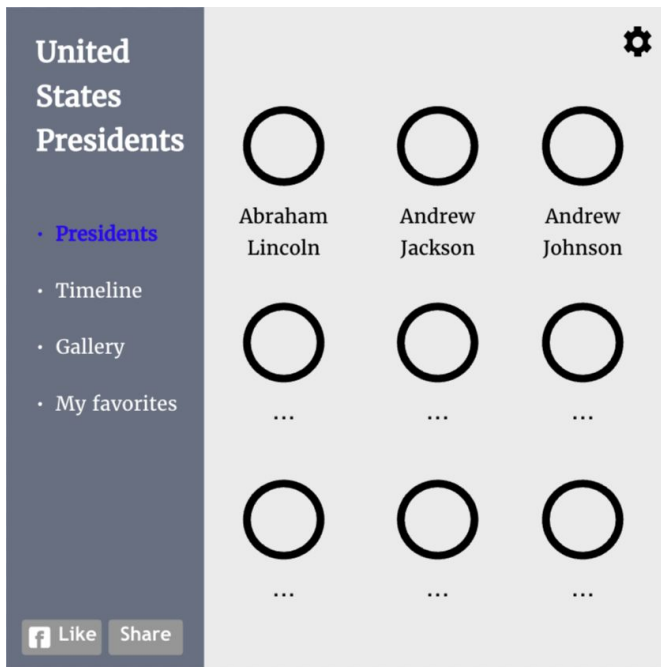 United
States
Presidents
· Presidents
· Timeline
· Gallery
· My favorites
f Like Share
Abraham
Lincoln
Andrew
Jackson
Andrew
Johnson
... ... ...
... ... ...